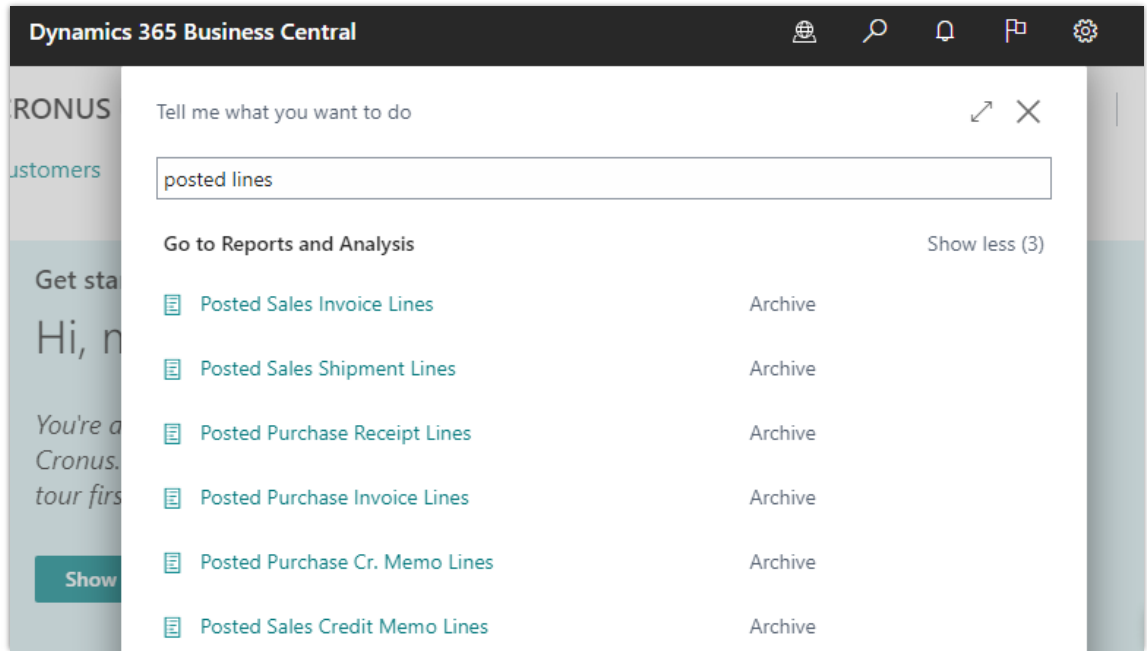 Dynamics 365 Business Central
CRONUS
ustomers
Tell me what you want to do
posted lines
Go to Reports and Analysis
Show less (3)
Get sta
Hi, n
You're a
Cronus.
tour firs
Show
Posted Sales Invoice Lines Archive
Posted Sales Shipment Lines Archive
Posted Purchase Receipt Lines Archive
Posted Purchase Invoice Lines Archive
Posted Purchase Cr. Memo Lines Archive
Posted Sales Credit Memo Lines Archive